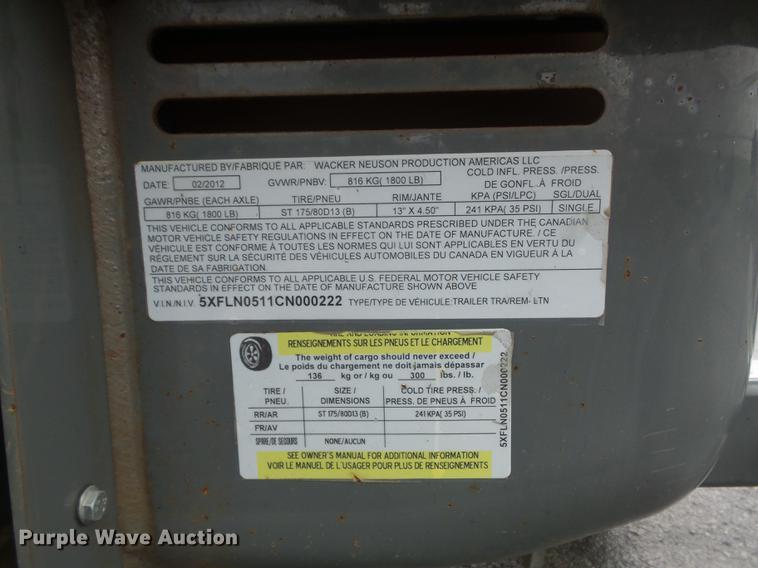 MANUFACTURED BY/FABRIQUÉ PAR: WACKER NEUSON PRODUCTION AMERICAS LLC
DATE: 02/2012 GVWR/PNBV: 816 KG( 1800 LB) COLD INFL. PRESS. /PRESS. DE GONFL. À FROID
GAWR/PNBE (EACH AXLE) TIRE/PNEU RIM/JANTE KPA (PSI/LPC) SGL/DUAL
816 KG( 1800 LB) ST 175/80D13 (B) 13" X 4.50" 241 KPA( 35 PSI) SINGLE
THIS VEHICLE CONFORMS TO ALL APPLICABLE STANDARDS PRESCRIBED UNDER THE CANADIAN
MOTOR VEHICLE SAFETY REGULATIONS IN EFFECT ON THE DATE OF MANUFACTURE. / CE
VÉHICULE EST CONFORME À TOUTES LES NORMES QUI LUI SONT APPLICABLES EN VERTU DU
RÉGLEMENT SUR LA SÉCURITÉ DES VÉHICULES AUTOMOBILES DU CANADA EN VIGUEUR À LA
DATE DE SA FABRICATION.
THIS VEHICLE CONFORMS TO ALL APPLICABLE U.S. FEDERAL MOTOR VEHICLE SAFETY
STANDARDS IN EFFECT ON THE DATE OF MANUFACTURE SHOWN ABOVE
V.I.N./N.I.V. 5XFLN0511CN000222 TYPE/TYPE DE VÉHICULE: TRAILER TRA/REM- LTN
TIRE AND LOADING INFORMATION
RENSEIGNEMENTS SUR LES PNEUS ET LE CHARGEMENT
The weight of cargo should never exceed /
Le poids du chargement ne doit jamais dépassar
136 kg or / kg ou 300 lbs. / lb.
TIRE / SIZE / COLD TIRE PRESS. /
PNEU. DIMENSIONS PRESS. DE PNEUS À FROID
RR/AR ST 175/80D13 (B) 241 KPA( 35 PSI)
FR/AV
SPARE/DE SECOURS NONE/AUCUN
SEE OWNER'S MANUAL FOR ADDITIONAL INFORMATION
VOIR LE MANUEL DE L'USAGER POUR PLUS DE RENSEIGNEMENTS
5XFLN0511CN000222
Purple Wave Auction